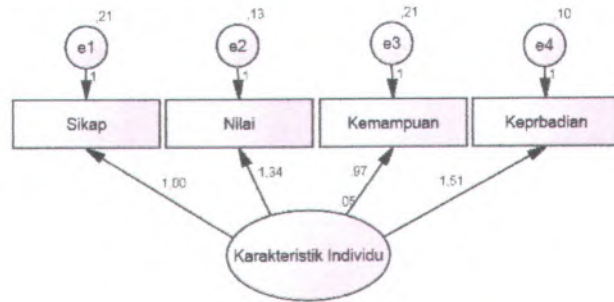 ,21
,13
,21
,10
e1
e2
e3
e4
1
1
1
1
Sikap
Nilai
Kemampuan
Keprbadian
1,00
1,34
,97
,05
1,51
Karakteristik Individu